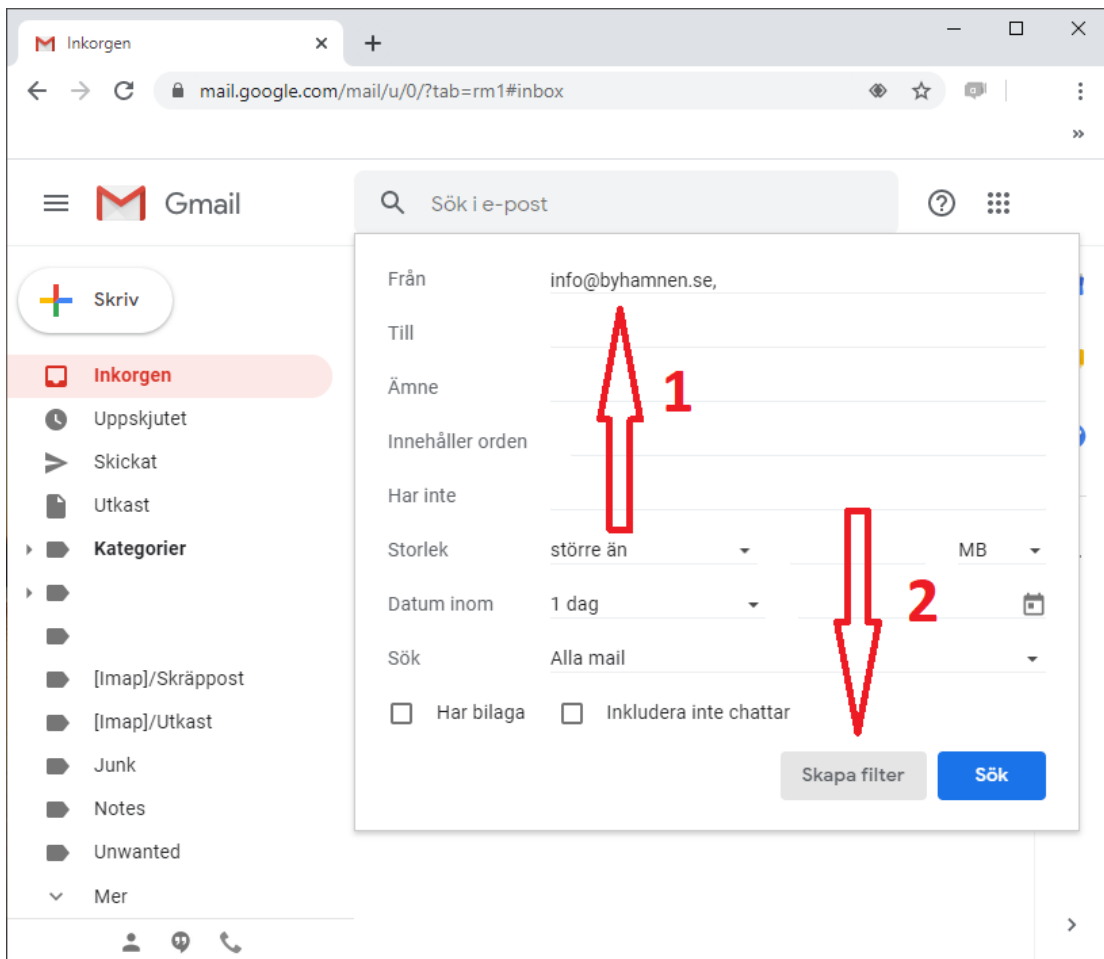 Inkorgen
mail.google.com/mail/u/0/?tab=rm1#inbox
Gmail
Sök i e-post
Skriv
Inkorgen
Uppskjutet
Skickat
Utkast
Kategorier
[Imap]/Skräppost
[Imap]/Utkast
Junk
Notes
Unwanted
Mer
Från info@byhamnen.se,
Till
Ämne
1
Innehåller orden
Har inte
Storlek större än MB
Datum inom 1 dag
2
Sök Alla mail
Har bilaga Inkludera inte chattar
Skapa filter Sök